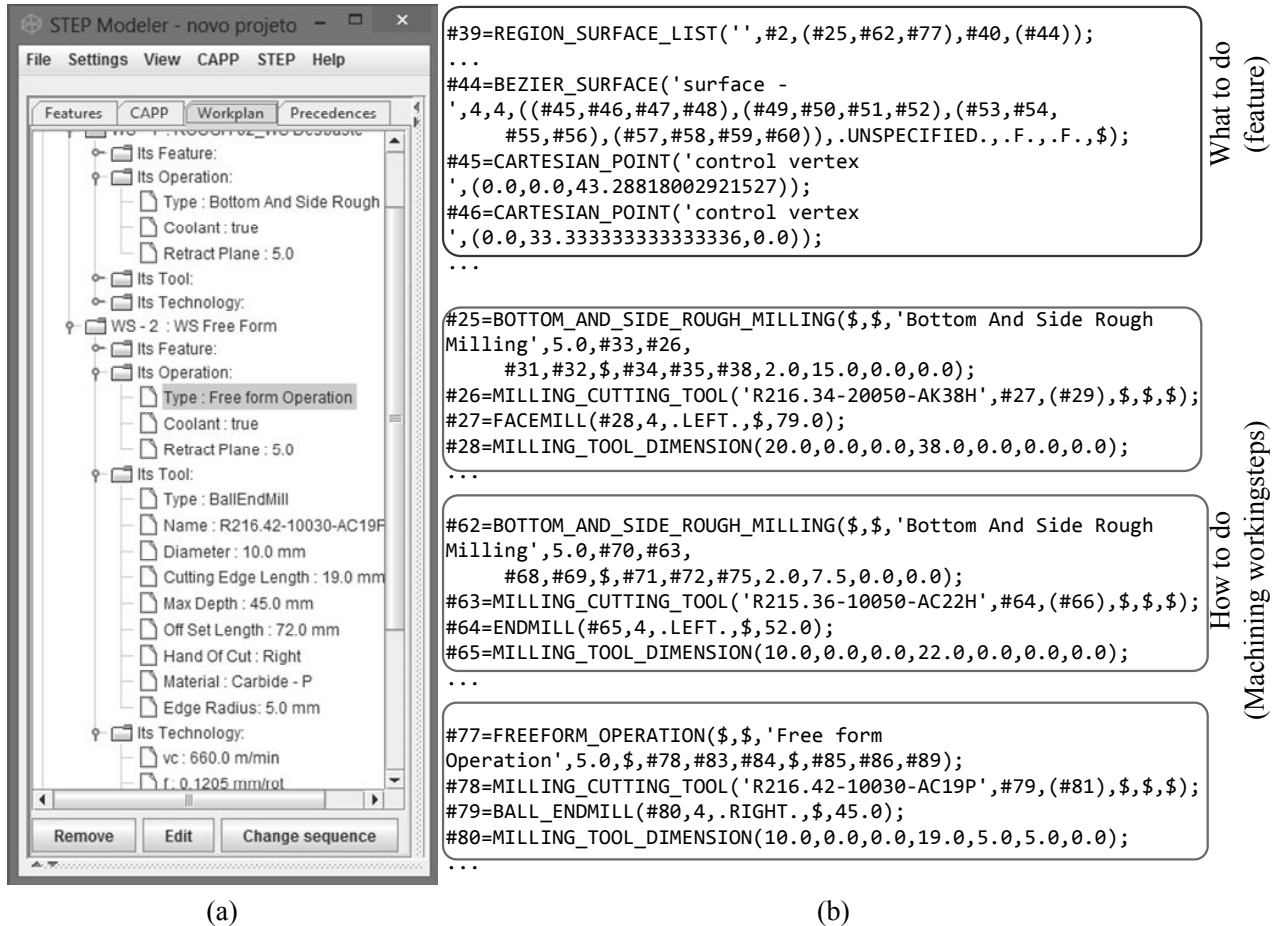 STEP Modeler - novo projeto
File Settings View CAPP STEP Help
Features CAPP Workplan Precedences
Its Feature:
Its Operation:
Type : Bottom And Side Rough
Coolant : true
Retract Plane : 5.0
Its Tool:
Its Technology:
WS - 2 : WS Free Form
Its Feature:
Its Operation:
Type : Free form Operation
Coolant : true
Retract Plane : 5.0
Its Tool:
Type : BallEndMill
Name : R216.42-10030-AC19P
Diameter : 10.0 mm
Cutting Edge Length : 19.0 mm
Max Depth : 45.0 mm
Off Set Length : 72.0 mm
Hand Of Cut : Right
Material : Carbide - P
Edge Radius: 5.0 mm
Its Technology:
vc : 660.0 m/min
f : 0.1205 mm/rot
Remove Edit Change sequence
(a)
#39=REGION_SURFACE_LIST('',#2,(#25,#62,#77),#40,(#44));
...
#44=BEZIER_SURFACE('surface -
',4,4,((#45,#46,#47,#48),(#49,#50,#51,#52),(#53,#54,
#55,#56),(#57,#58,#59,#60)),.UNSPECIFIED.,.F.,.F.,$);
#45=CARTESIAN_POINT('control vertex
',(0.0,0.0,43.28818002921527));
#46=CARTESIAN_POINT('control vertex
',(0.0,33.333333333333336,0.0));
...
#25=BOTTOM_AND_SIDE_ROUGH_MILLING($,$,'Bottom And Side Rough
Milling',5.0,#33,#26,
#31,#32,$,#34,#35,#38,2.0,15.0,0.0,0.0);
#26=MILLING_CUTTING_TOOL('R216.34-20050-AK38H',#27,(#29),$,$,$);
#27=FACEMILL(#28,4,.LEFT.,$,79.0);
#28=MILLING_TOOL_DIMENSION(20.0,0.0,0.0,38.0,0.0,0.0,0.0);
...
#62=BOTTOM_AND_SIDE_ROUGH_MILLING($,$,'Bottom And Side Rough
Milling',5.0,#70,#63,
#68,#69,$,#71,#72,#75,2.0,7.5,0.0,0.0);
#63=MILLING_CUTTING_TOOL('R215.36-10050-AC22H',#64,(#66),$,$,$);
#64=ENDMILL(#65,4,.LEFT.,$,52.0);
#65=MILLING_TOOL_DIMENSION(10.0,0.0,0.0,22.0,0.0,0.0,0.0);
...
#77=FREEFORM_OPERATION($,$,'Free form
Operation',5.0,$,#78,#83,#84,$,#85,#86,#89);
#78=MILLING_CUTTING_TOOL('R216.42-10030-AC19P',#79,(#81),$,$,$);
#79=BALL_ENDMILL(#80,4,.RIGHT.,$,45.0);
#80=MILLING_TOOL_DIMENSION(10.0,0.0,0.0,19.0,5.0,5.0,0.0);
...
What to do
(feature)
How to do
(Machining workingsteps)
(b)